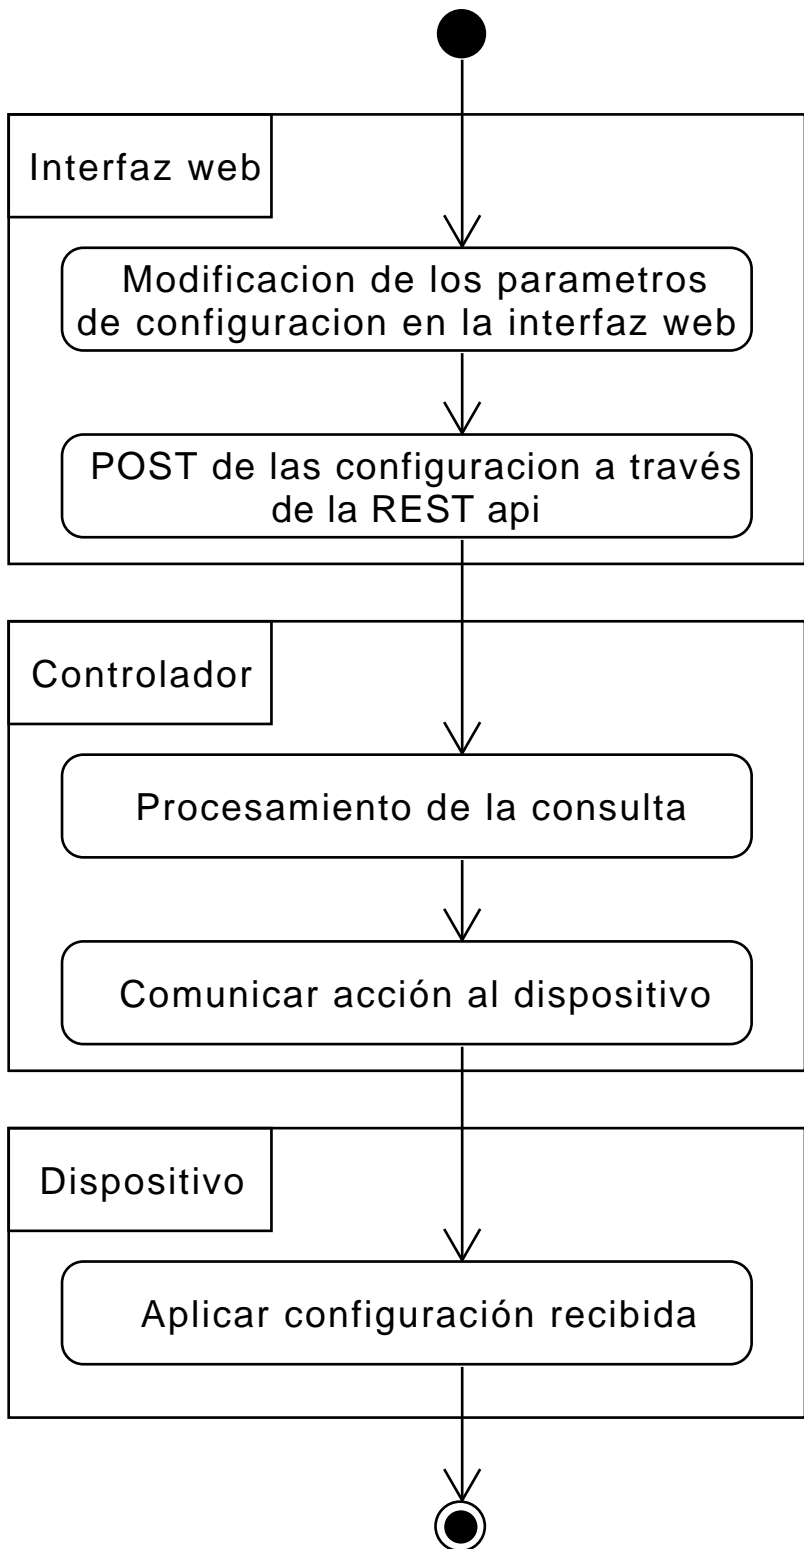 Interfaz web
Modificacion de los parametros
de configuracion en la interfaz web
POST de las configuracion a través
de la REST api
Controlador
Procesamiento de la consulta
Comunicar acción al dispositivo
Dispositivo
Aplicar configuración recibida